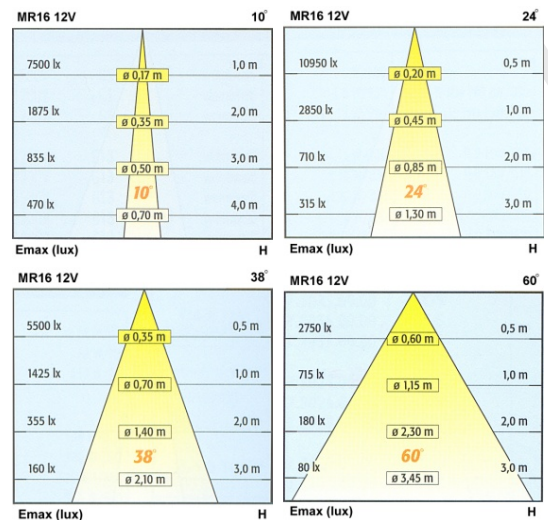 MR16 12V 10°
7500 lx ø 0,17 m 1,0 m
1875 lx ø 0,35 m 2,0 m
835 lx ø 0,50 m 3,0 m
10°
470 lx ø 0,70 m 4,0 m
Emax (lux) H
MR16 12V 24°
10950 lx ø 0,20 m 0,5 m
2850 lx ø 0,45 m 1,0 m
710 lx ø 0,85 m 2,0 m
24°
315 lx ø 1,30 m 3,0 m
Emax (lux) H
MR16 12V 38°
5500 lx ø 0,35 m 0,5 m
1425 lx ø 0,70 m 1,0 m
355 lx ø 1,40 m 2,0 m
38°
160 lx ø 2,10 m 3,0 m
Emax (lux) H
MR16 12V 60°
2750 lx ø 0,60 m 0,5 m
715 lx ø 1,15 m 1,0 m
180 lx ø 2,30 m 2,0 m
60°
80 lx ø 3,45 m 3,0 m
Emax (lux) H